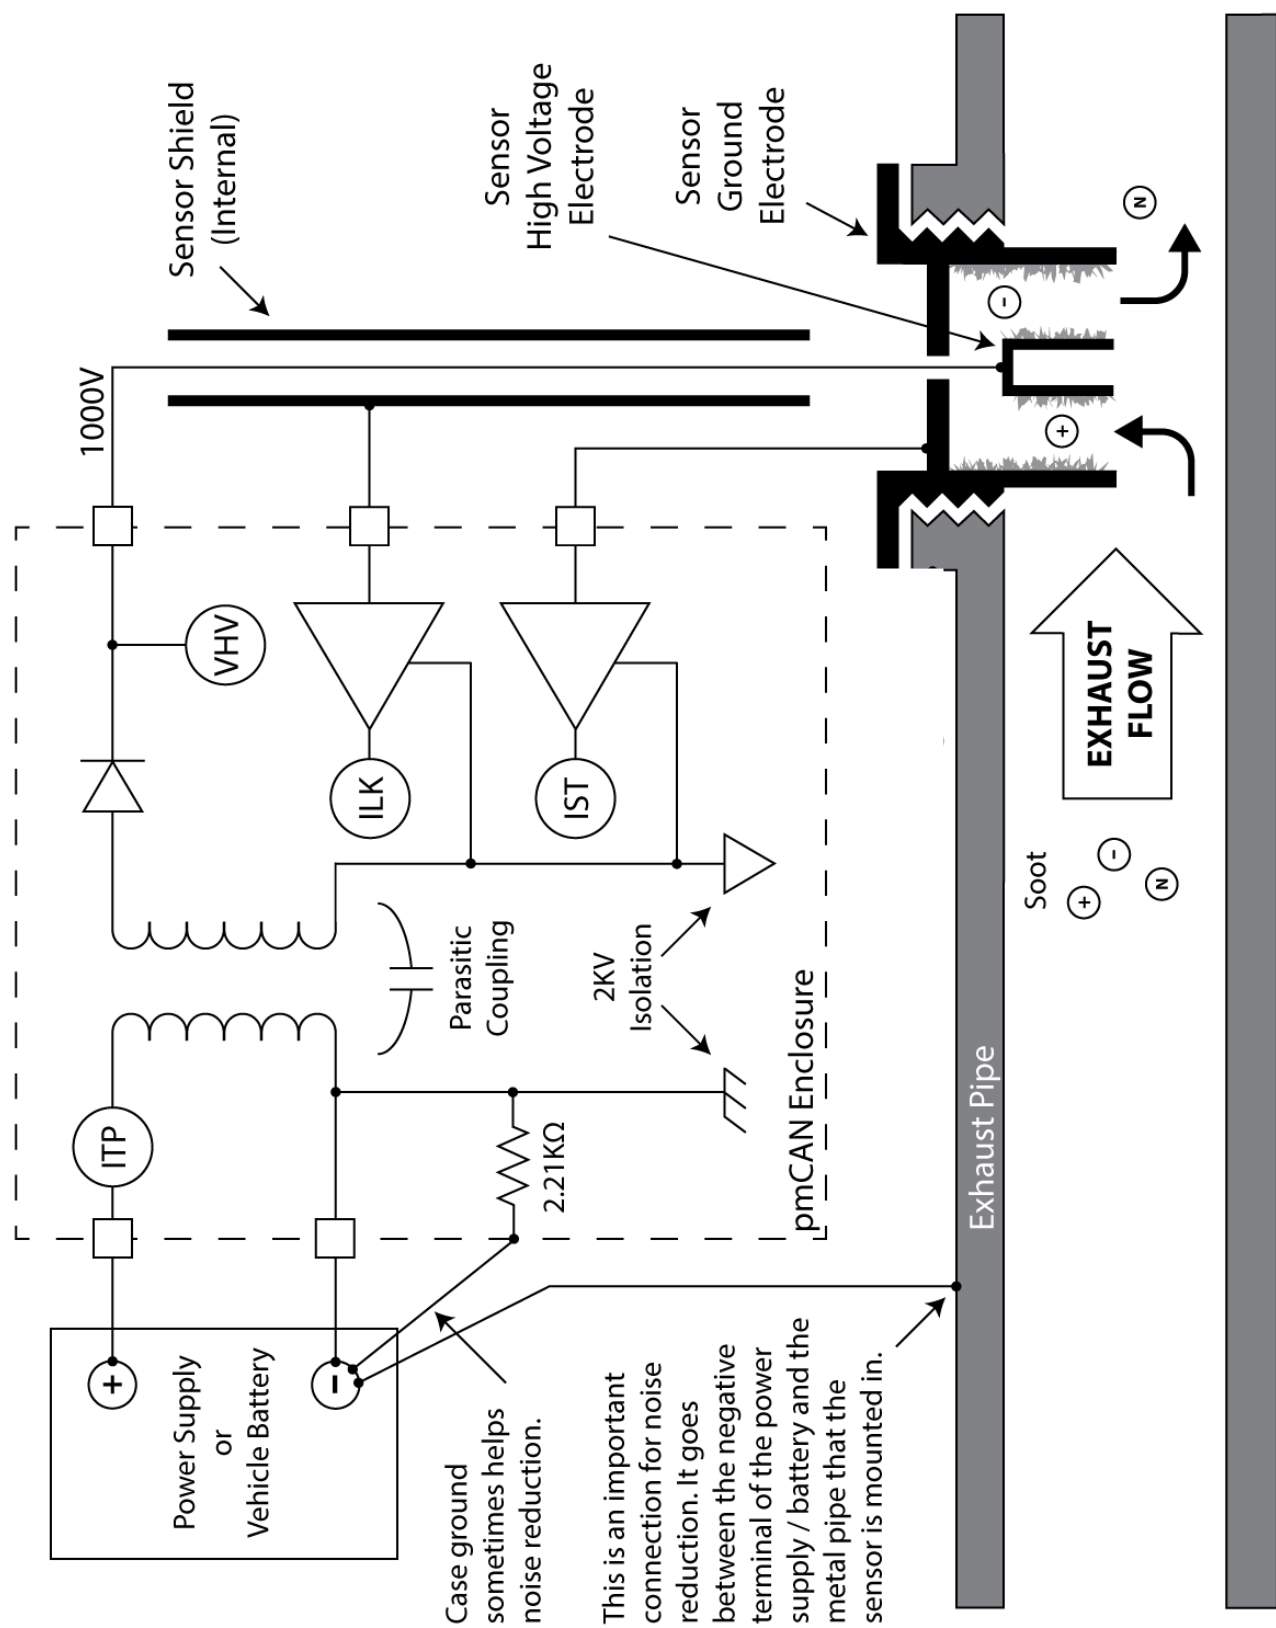 Power Supply
or
Vehicle Battery
+
-
ITP
VHV
1000V
Sensor Shield
(Internal)
ILK
IST
Parasitic
Coupling
2KV
Isolation
2.21KΩ
pmCAN Enclosure
Sensor
High Voltage
Electrode
Sensor
Ground
Electrode
Case ground
sometimes helps
noise reduction.
This is an important
connection for noise
reduction. It goes
between the negative
terminal of the power
supply / battery and the
metal pipe that the
sensor is mounted in.
Exhaust Pipe
Soot
+
-
N
EXHAUST
FLOW
+
-
N